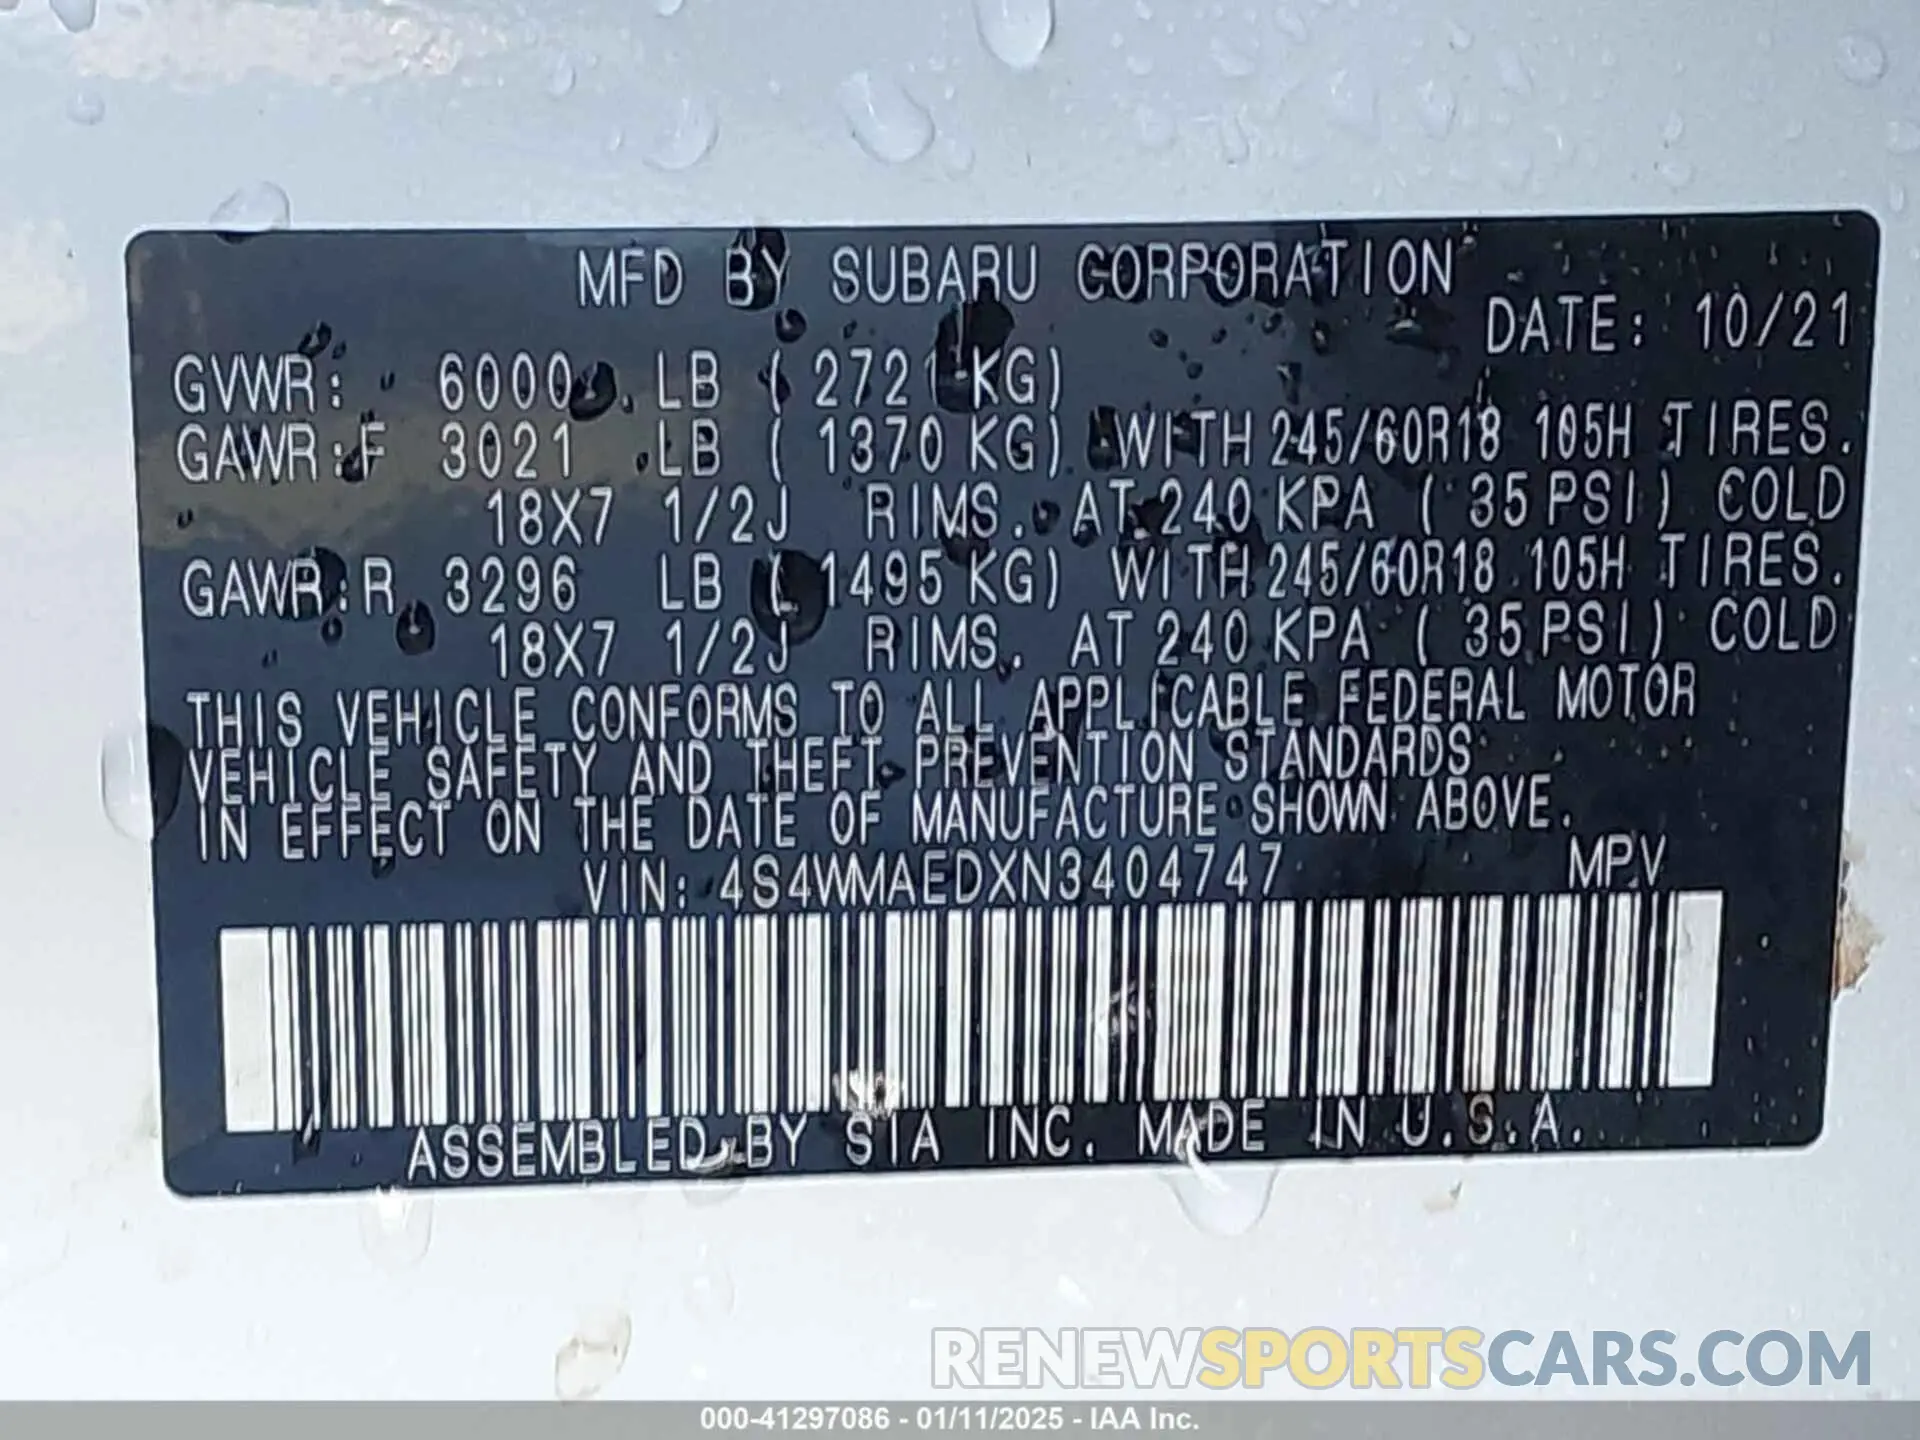 MFD BY SUBARU CORPORATION
DATE: 10/21
GVWR: 6000 LB ( 2721 KG)
GAWR:F 3021 LB ( 1370 KG) WITH 245/60R18 105H TIRES.
18X7 1/2J RIMS. AT 240 KPA ( 35 PSI) COLD
GAWR:R 3296 LB ( 1495 KG) WITH 245/60R18 105H TIRES.
18X7 1/2J RIMS. AT 240 KPA ( 35 PSI) COLD
THIS VEHICLE CONFORMS TO ALL APPLICABLE FEDERAL MOTOR
VEHICLE SAFETY AND THEFT PREVENTION STANDARDS
IN EFFECT ON THE DATE OF MANUFACTURE SHOWN ABOVE.
VIN: 4S4WMAEDXN3404747 MPV
ASSEMBLED BY SIA INC. MADE IN U.S.A.
RENEWSPORTSCARS.COM
000-41297086 - 01/11/2025 - IAA Inc.